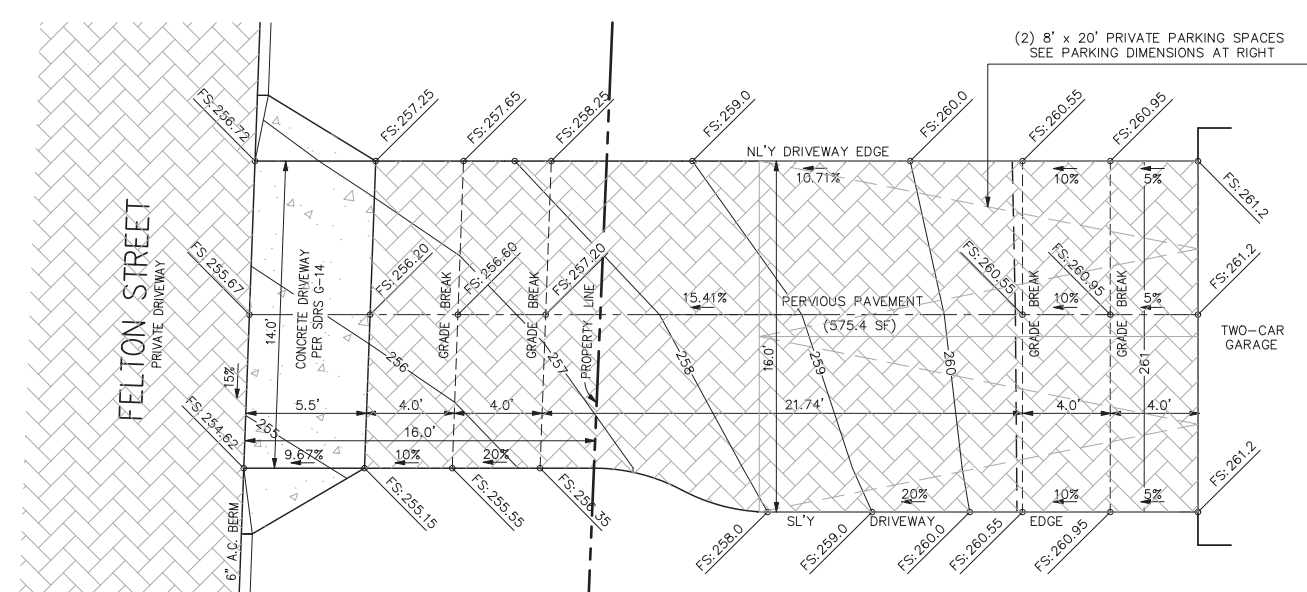 (2) 8' x 20' PRIVATE PARKING SPACES
SEE PARKING DIMENSIONS AT RIGHT
FS: 256.72
FS: 257.25
FS: 257.65
FS: 258.25
FS: 259.0
FS: 260.0
FS: 260.55
FS: 260.95
NL'Y DRIVEWAY EDGE
10.71%
10%
5%
FS: 261.2
FELTON STREET
PRIVATE DRIVEWAY
FS: 255.67
14.0'
CONCRETE DRIVEWAY
PER SDRS G-14
FS: 256.20
FS: 256.60
FS: 257.20
GRADE BREAK
GRADE BREAK
PROPERTY LINE
15.41%
PERVIOUS PAVEMENT
(575.4 SF)
FS: 260.55
FS: 260.95
GRADE BREAK
GRADE BREAK
10%
5%
FS: 261.2
TWO-CAR
GARAGE
15%
256
257
258
259
260
261
16.0'
5.5'
4.0'
4.0'
21.74'
4.0'
4.0'
255
16.0'
FS: 254.62
9.67%
10%
20%
20%
10%
5%
FS: 261.2
6" A.C. BERM
FS: 255.15
FS: 255.55
FS: 256.35
FS: 258.0
SL'Y DRIVEWAY EDGE
FS: 259.0
FS: 260.0
FS: 260.55
FS: 260.95